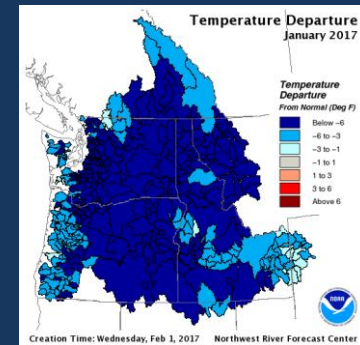 Temperature Departure
January 2017
Temperature
Departure
From Normal (Deg F)
Below -6
-6 to -3
-3 to -1
-1 to 1
1 to 3
3 to 6
Above 6
noaa
Creation Time: Wednesday, Feb 1, 2017 Northwest River Forecast Center